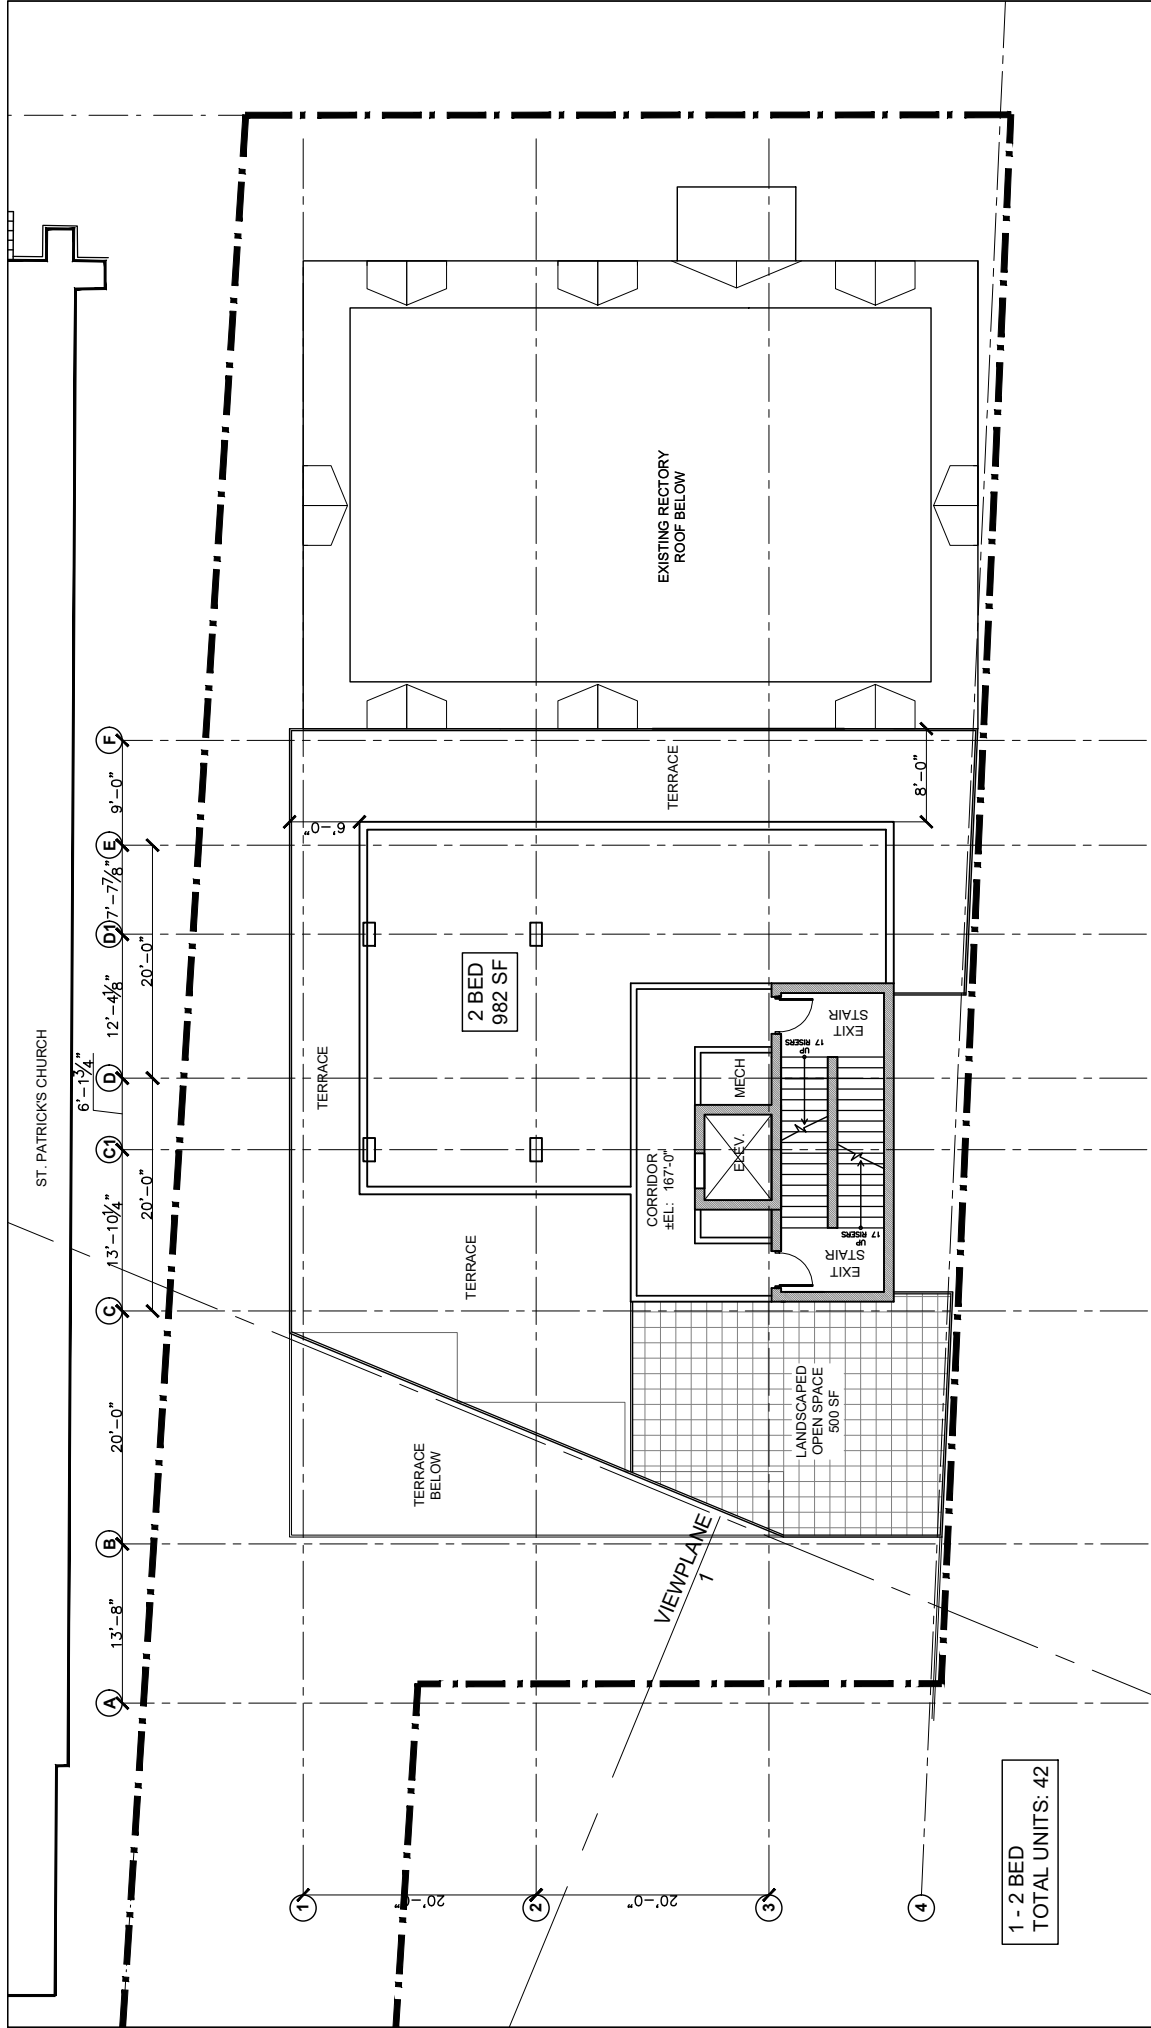 ST. PATRICK'S CHURCH
A
B
C
C1
D
D1
E
F
13'-8"
20'-0"
13'-10¼"
6'-1¾"
12'-4⅛"
7'-7⅞"
9'-0"
20'-0"
20'-0"
1
2
3
4
20'-0"
20'-0"
6'-0"
8'-0"
TERRACE
TERRACE
TERRACE
TERRACE
BELOW
2 BED
982 SF
EXISTING RECTORY
ROOF BELOW
CORRIDOR
±EL: 167'-0"
MECH
ELEV.
EXIT
STAIR
UP
17 RISERS
EXIT
STAIR
UP
17 RISERS
LANDSCAPED
OPEN SPACE
500 SF
VIEWPLANE
1
1 - 2 BED
TOTAL UNITS: 42